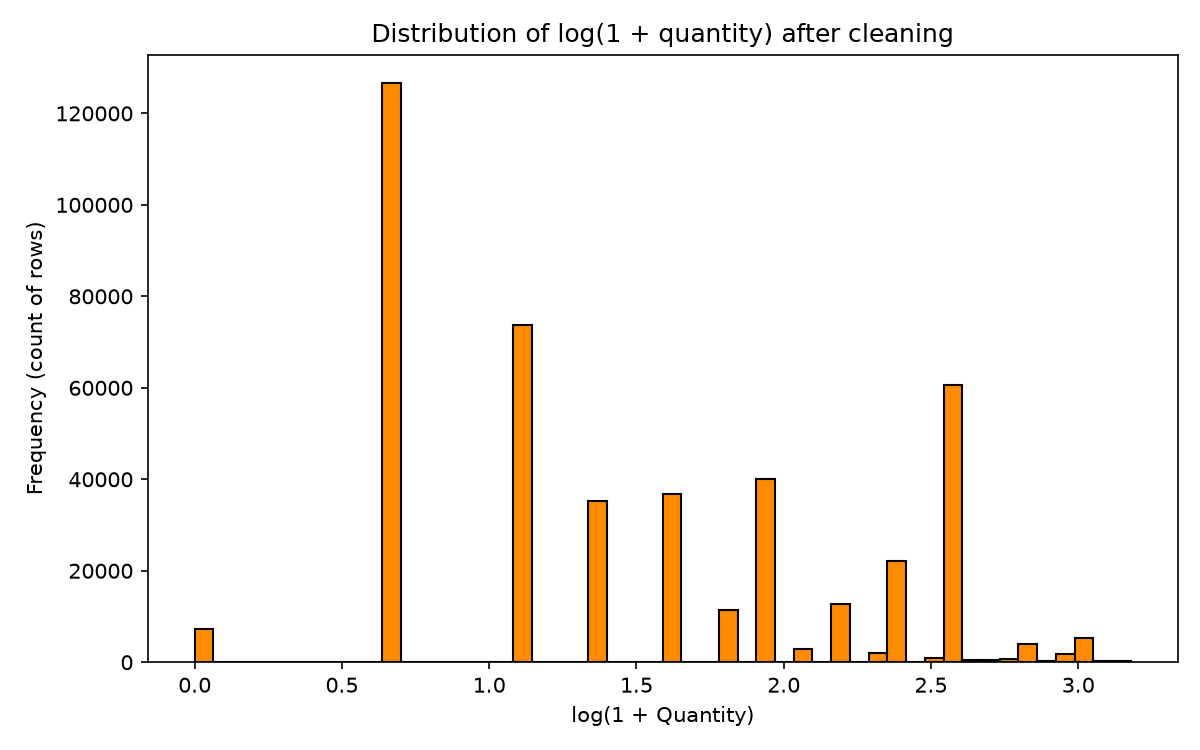 Distribution of log(1 + quantity) after cleaning
Frequency (count of rows)
120000
100000
80000
60000
40000
20000
0
0.0 0.5 1.0 1.5 2.0 2.5 3.0
log(1 + Quantity)